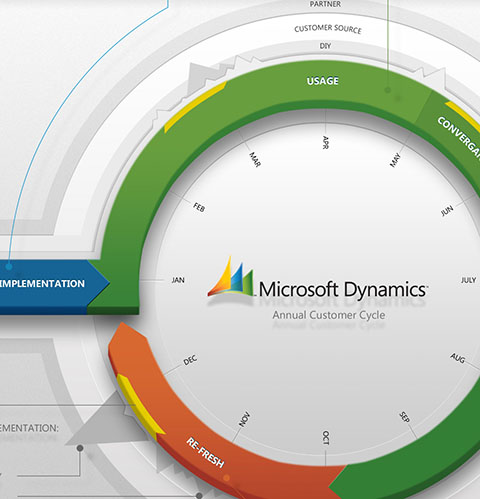 PARTNER
CUSTOMER SOURCE
DIY
USAGE
CONVERGA
APR
MAR
MAY
FEB
JUN
IMPLEMENTATION
JAN
JULY
Microsoft Dynamics
Annual Customer Cycle
DEC
AUG
NOV
SEP
OCT
EMENTATION:
RE-FRESH